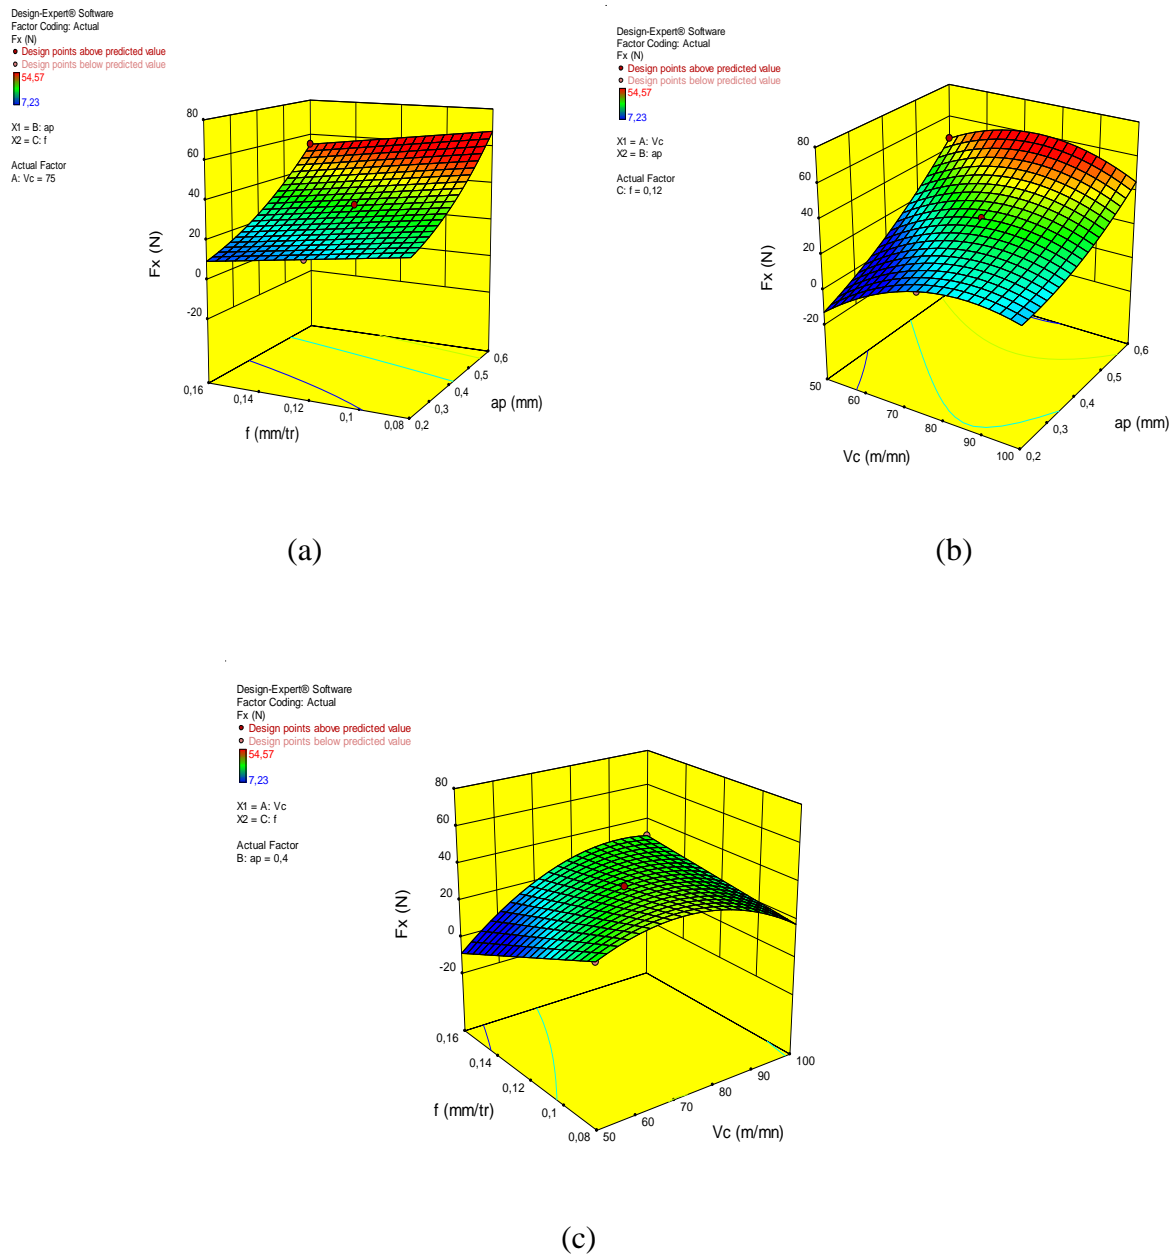 Design-Expert® Software
Factor Coding: Actual
Fx (N)
Design points above predicted value
Design points below predicted value
54,57
7,23
X1 = B: ap
X2 = C: f
Actual Factor
A: Vc = 75
80
60
40
20
0
-20
Fx (N)
0,16
0,14
0,12
0,1
0,08
f (mm/tr)
0,2
0,3
0,4
0,5
0,6
ap (mm)
(a)
Design-Expert® Software
Factor Coding: Actual
Fx (N)
Design points above predicted value
Design points below predicted value
54,57
7,23
X1 = A: Vc
X2 = B: ap
Actual Factor
C: f = 0,12
80
60
40
20
0
-20
Fx (N)
50
60
70
80
90
100
Vc (m/mn)
0,2
0,3
0,4
0,5
0,6
ap (mm)
(b)
Design-Expert® Software
Factor Coding: Actual
Fx (N)
Design points above predicted value
Design points below predicted value
54,57
7,23
X1 = A: Vc
X2 = C: f
Actual Factor
B: ap = 0,4
80
60
40
20
0
-20
Fx (N)
0,16
0,14
0,12
0,1
0,08
f (mm/tr)
50
60
70
80
90
100
Vc (m/mn)
(c)